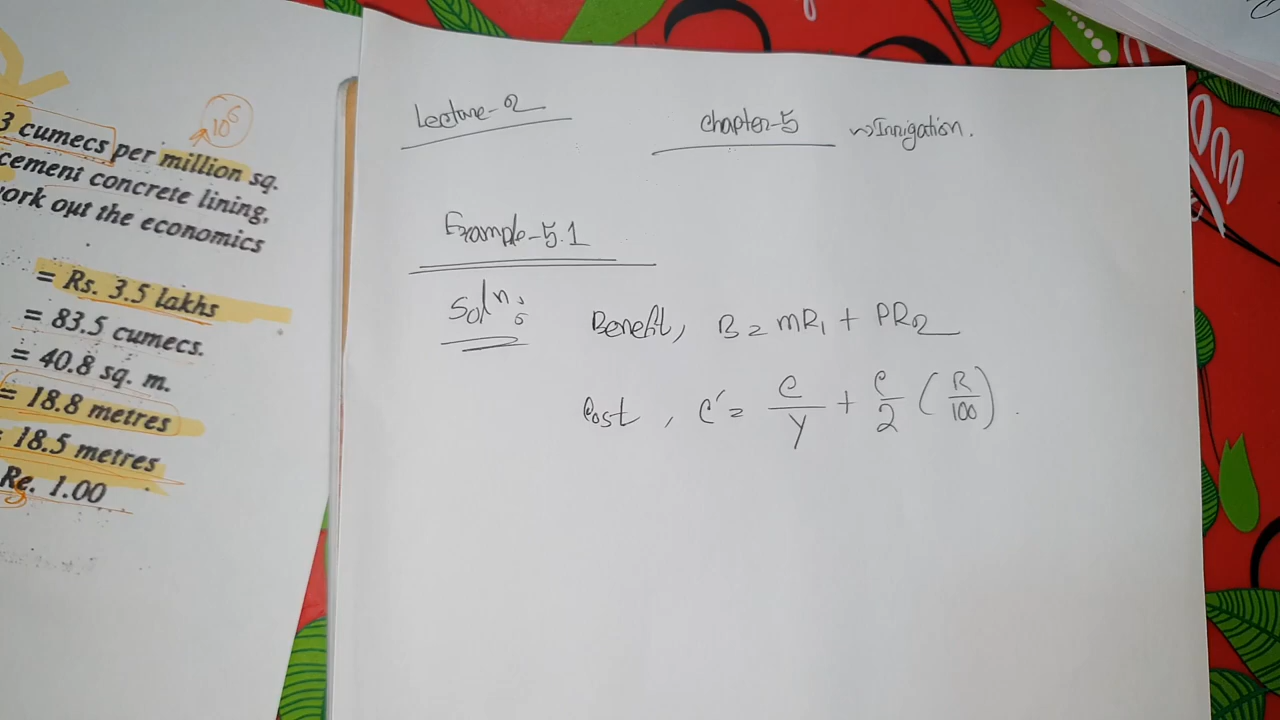 10⁶
3 cumecs per million sq.
cement concrete lining,
ork out the economics
= Rs. 3.5 lakhs
= 83.5 cumecs.
= 40.8 sq. m.
= 18.8 metres
= 18.5 metres
Re. 1.00
Lecture-2
Chapter-5 ↝ Irrigation.
Example-5.1
Solⁿ:
Benefit, B = mR₁ + PR₂
Cost, C' = C/Y + C/2 (R/100).